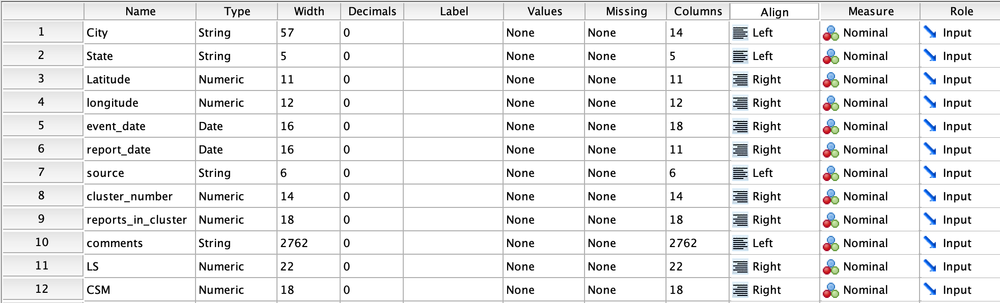 Name Type Width Decimals Label Values Missing Columns Align Measure Role
1 City String 57 0 None None 14 Left Nominal Input
2 State String 5 0 None None 5 Left Nominal Input
3 Latitude Numeric 11 0 None None 11 Right Nominal Input
4 longitude Numeric 12 0 None None 12 Right Nominal Input
5 event_date Date 16 0 None None 18 Right Nominal Input
6 report_date Date 16 0 None None 11 Right Nominal Input
7 source String 6 0 None None 6 Left Nominal Input
8 cluster_number Numeric 14 0 None None 14 Right Nominal Input
9 reports_in_cluster Numeric 18 0 None None 18 Right Nominal Input
10 comments String 2762 0 None None 2762 Left Nominal Input
11 LS Numeric 22 0 None None 22 Right Nominal Input
12 CSM Numeric 18 0 None None 18 Right Nominal Input